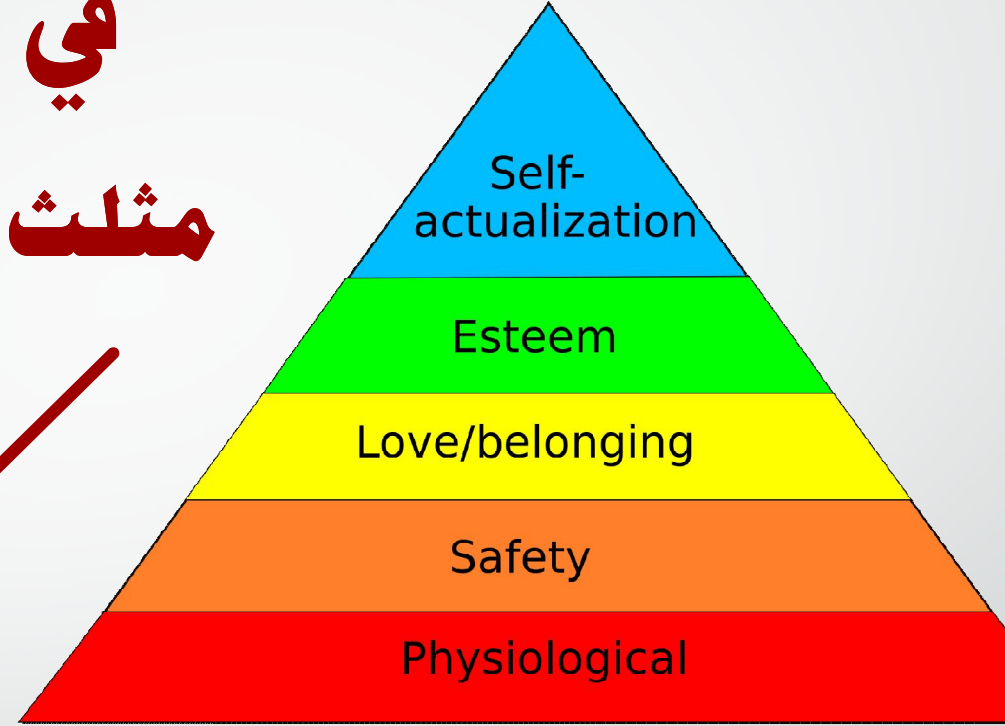 في
مثلث
Self-
actualization
Esteem
Love/belonging
Safety
Physiological